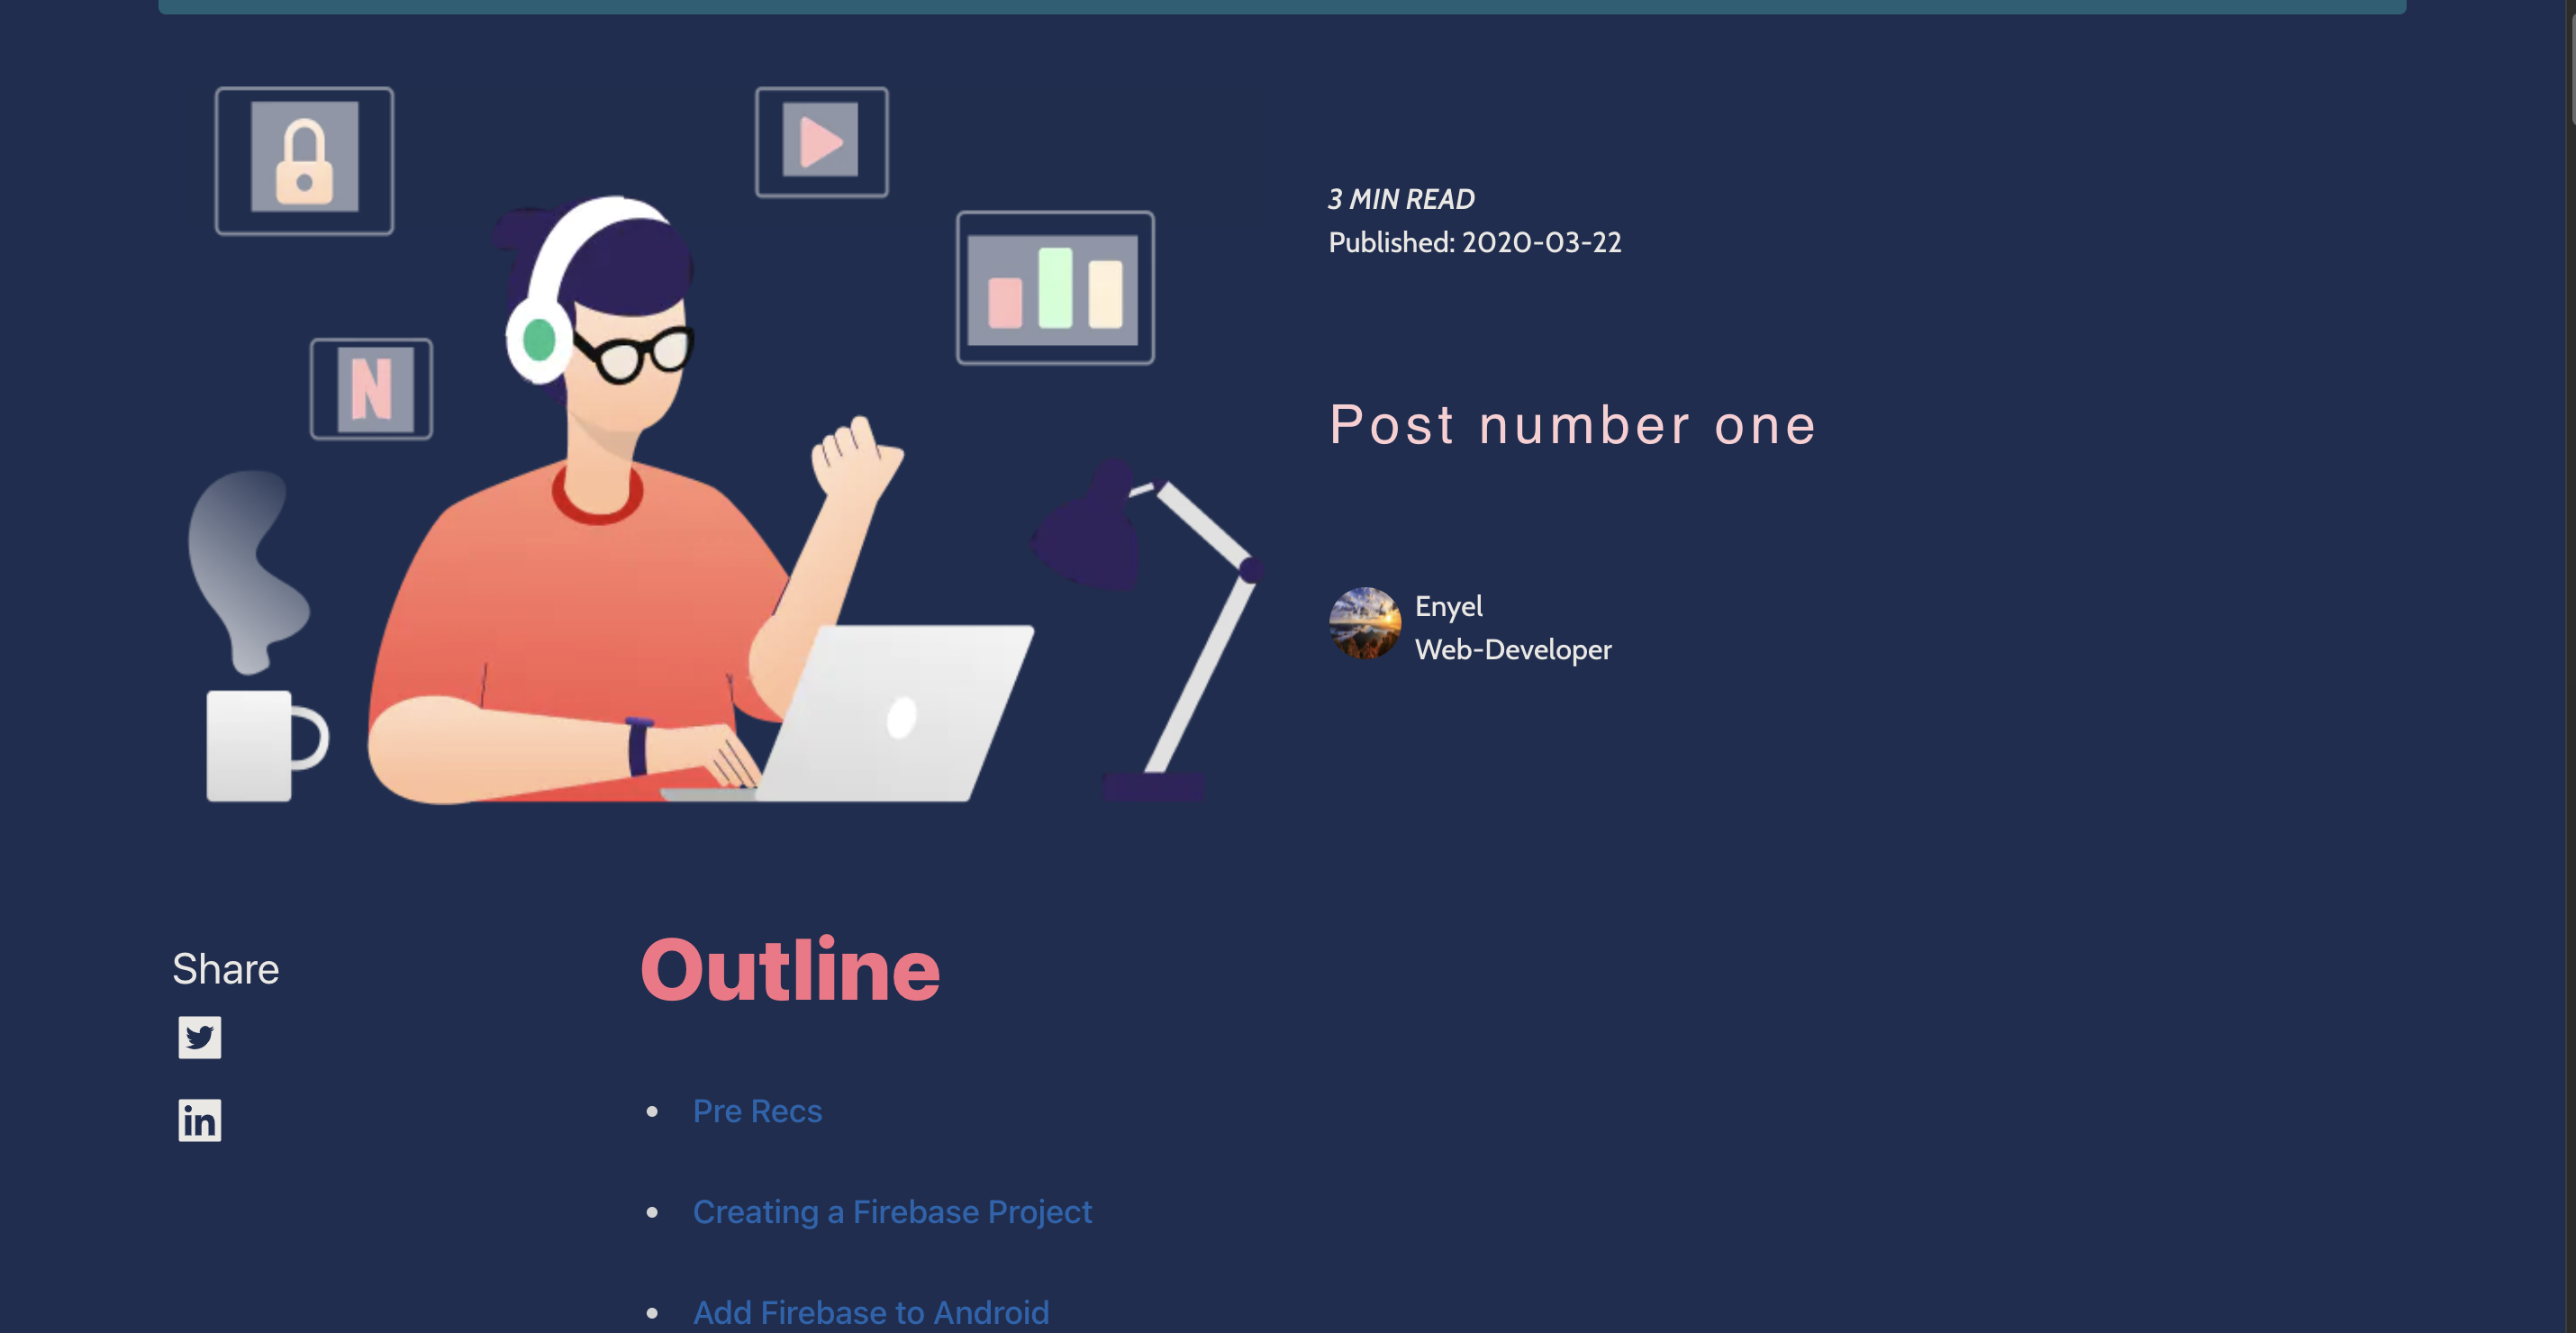 N
3 MIN READ
Published: 2020-03-22
Post number one
Enyel
Web-Developer
Share
in
Outline
Pre Recs
Creating a Firebase Project
Add Firebase to Android